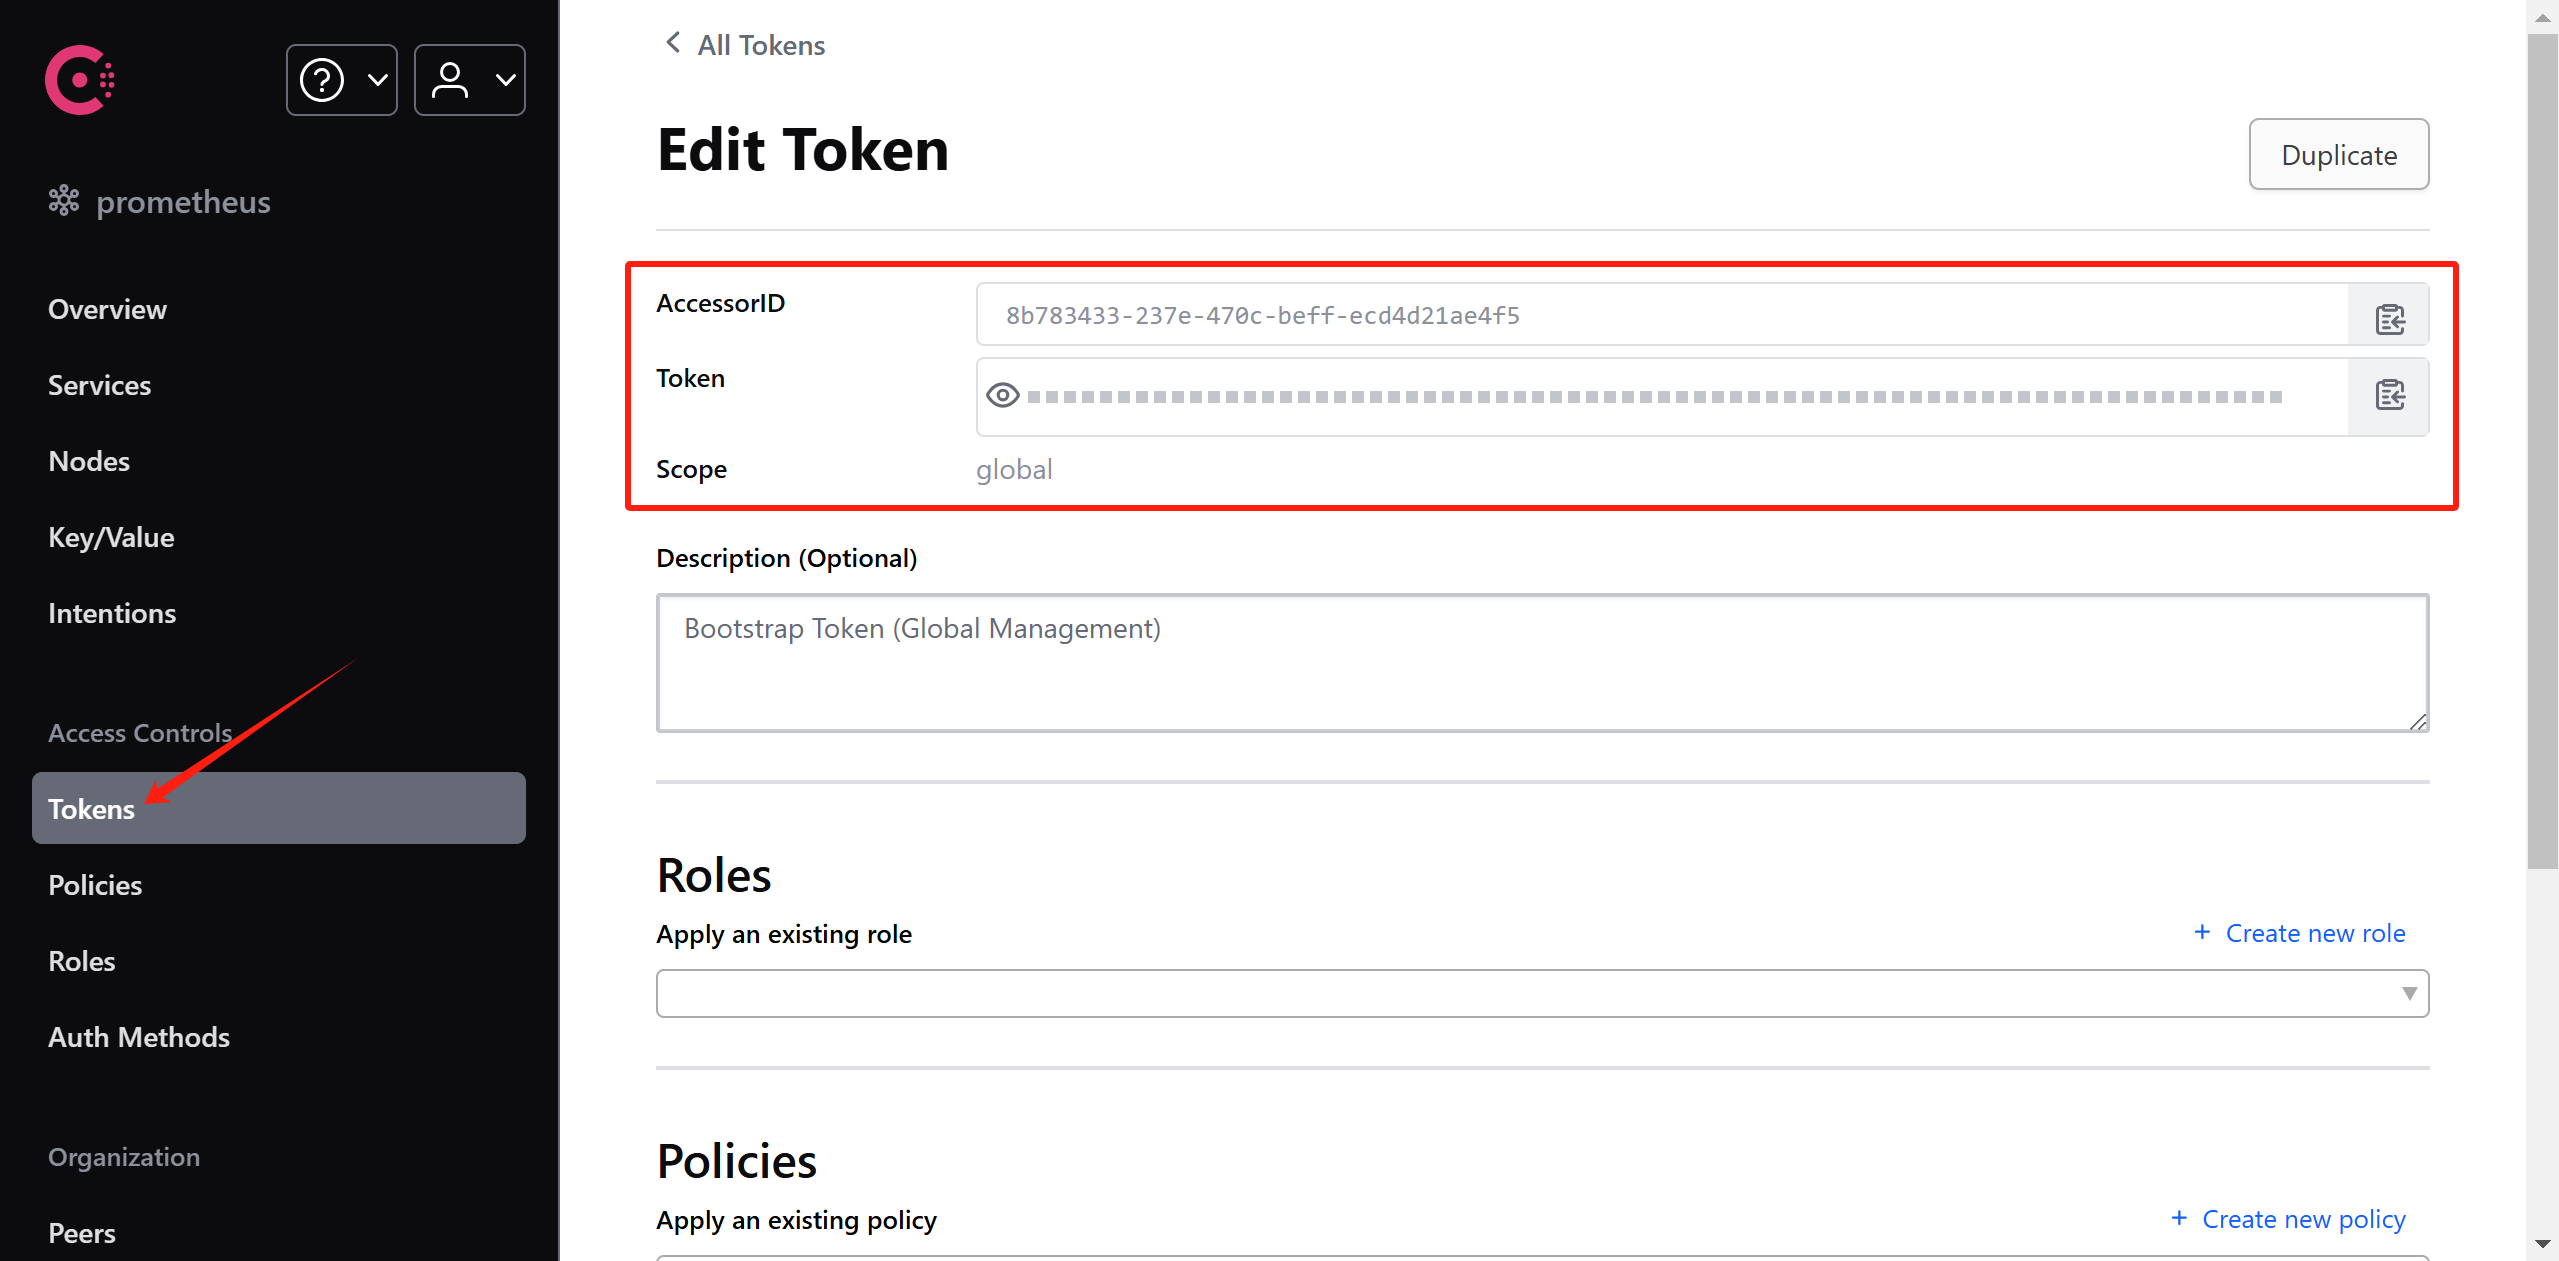 prometheus
Overview
Services
Nodes
Key/Value
Intentions
Access Controls
Tokens
Policies
Roles
Auth Methods
Organization
Peers
All Tokens
Edit Token
Duplicate
AccessorID
8b783433-237e-470c-beff-ecd4d21ae4f5
Token
Scope
global
Description (Optional)
Bootstrap Token (Global Management)
Roles
Apply an existing role
+ Create new role
Policies
Apply an existing policy
+ Create new policy